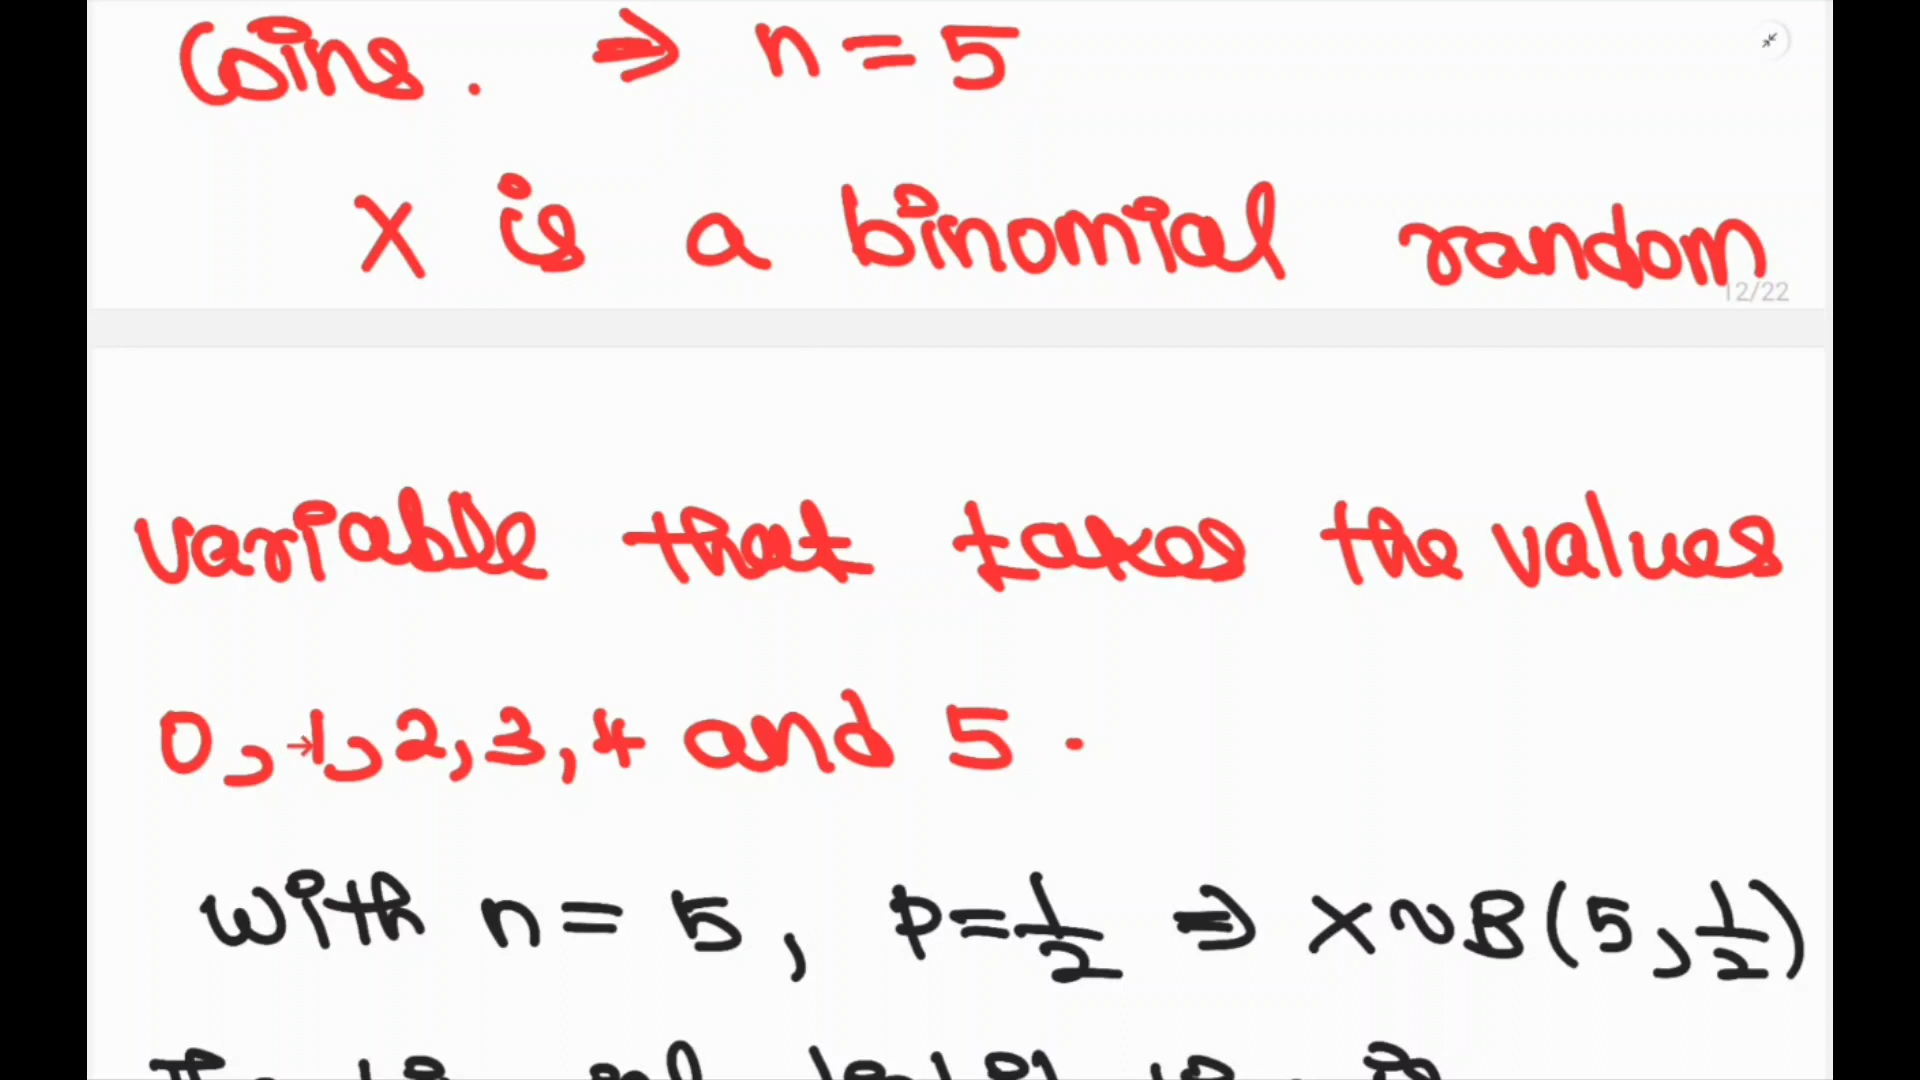 coins. ⇒ n = 5
X is a binomial random
12/22
variable that takes the values
0, 1, 2, 3, 4 and 5.
with n = 5, p = 1/2 ⇒ X ~ B(5, 1/2)